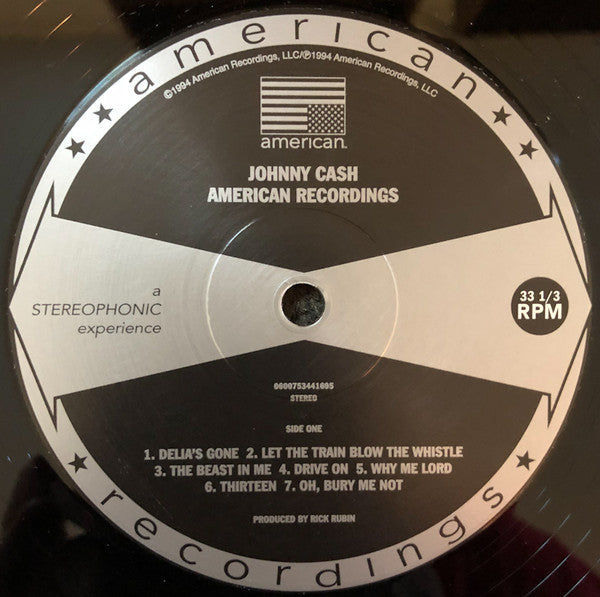 american
©1994 American Recordings, LLC/℗1994 American Recordings, LLC
american.
JOHNNY CASH
AMERICAN RECORDINGS
a
STEREOPHONIC
experience
33 1/3
RPM
0600753441695
STEREO
SIDE ONE
1. DELIA'S GONE 2. LET THE TRAIN BLOW THE WHISTLE
3. THE BEAST IN ME 4. DRIVE ON 5. WHY ME LORD
6. THIRTEEN 7. OH, BURY ME NOT
PRODUCED BY RICK RUBIN
recordings